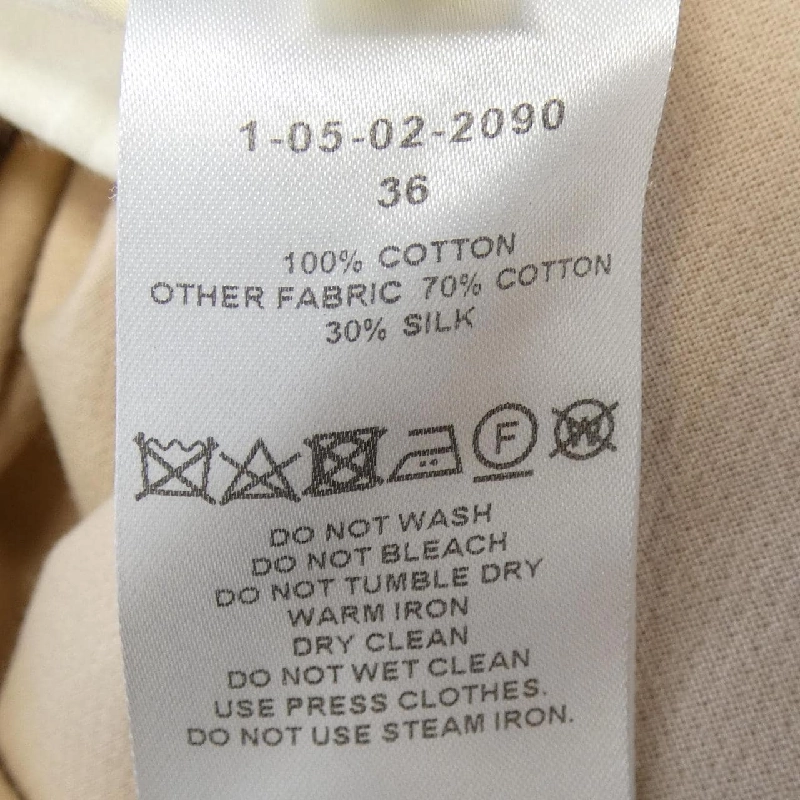 1-05-02-2090
36
100% COTTON
OTHER FABRIC 70% COTTON
30% SILK
F W
DO NOT WASH
DO NOT BLEACH
DO NOT TUMBLE DRY
WARM IRON
DRY CLEAN
DO NOT WET CLEAN
USE PRESS CLOTHES.
DO NOT USE STEAM IRON.